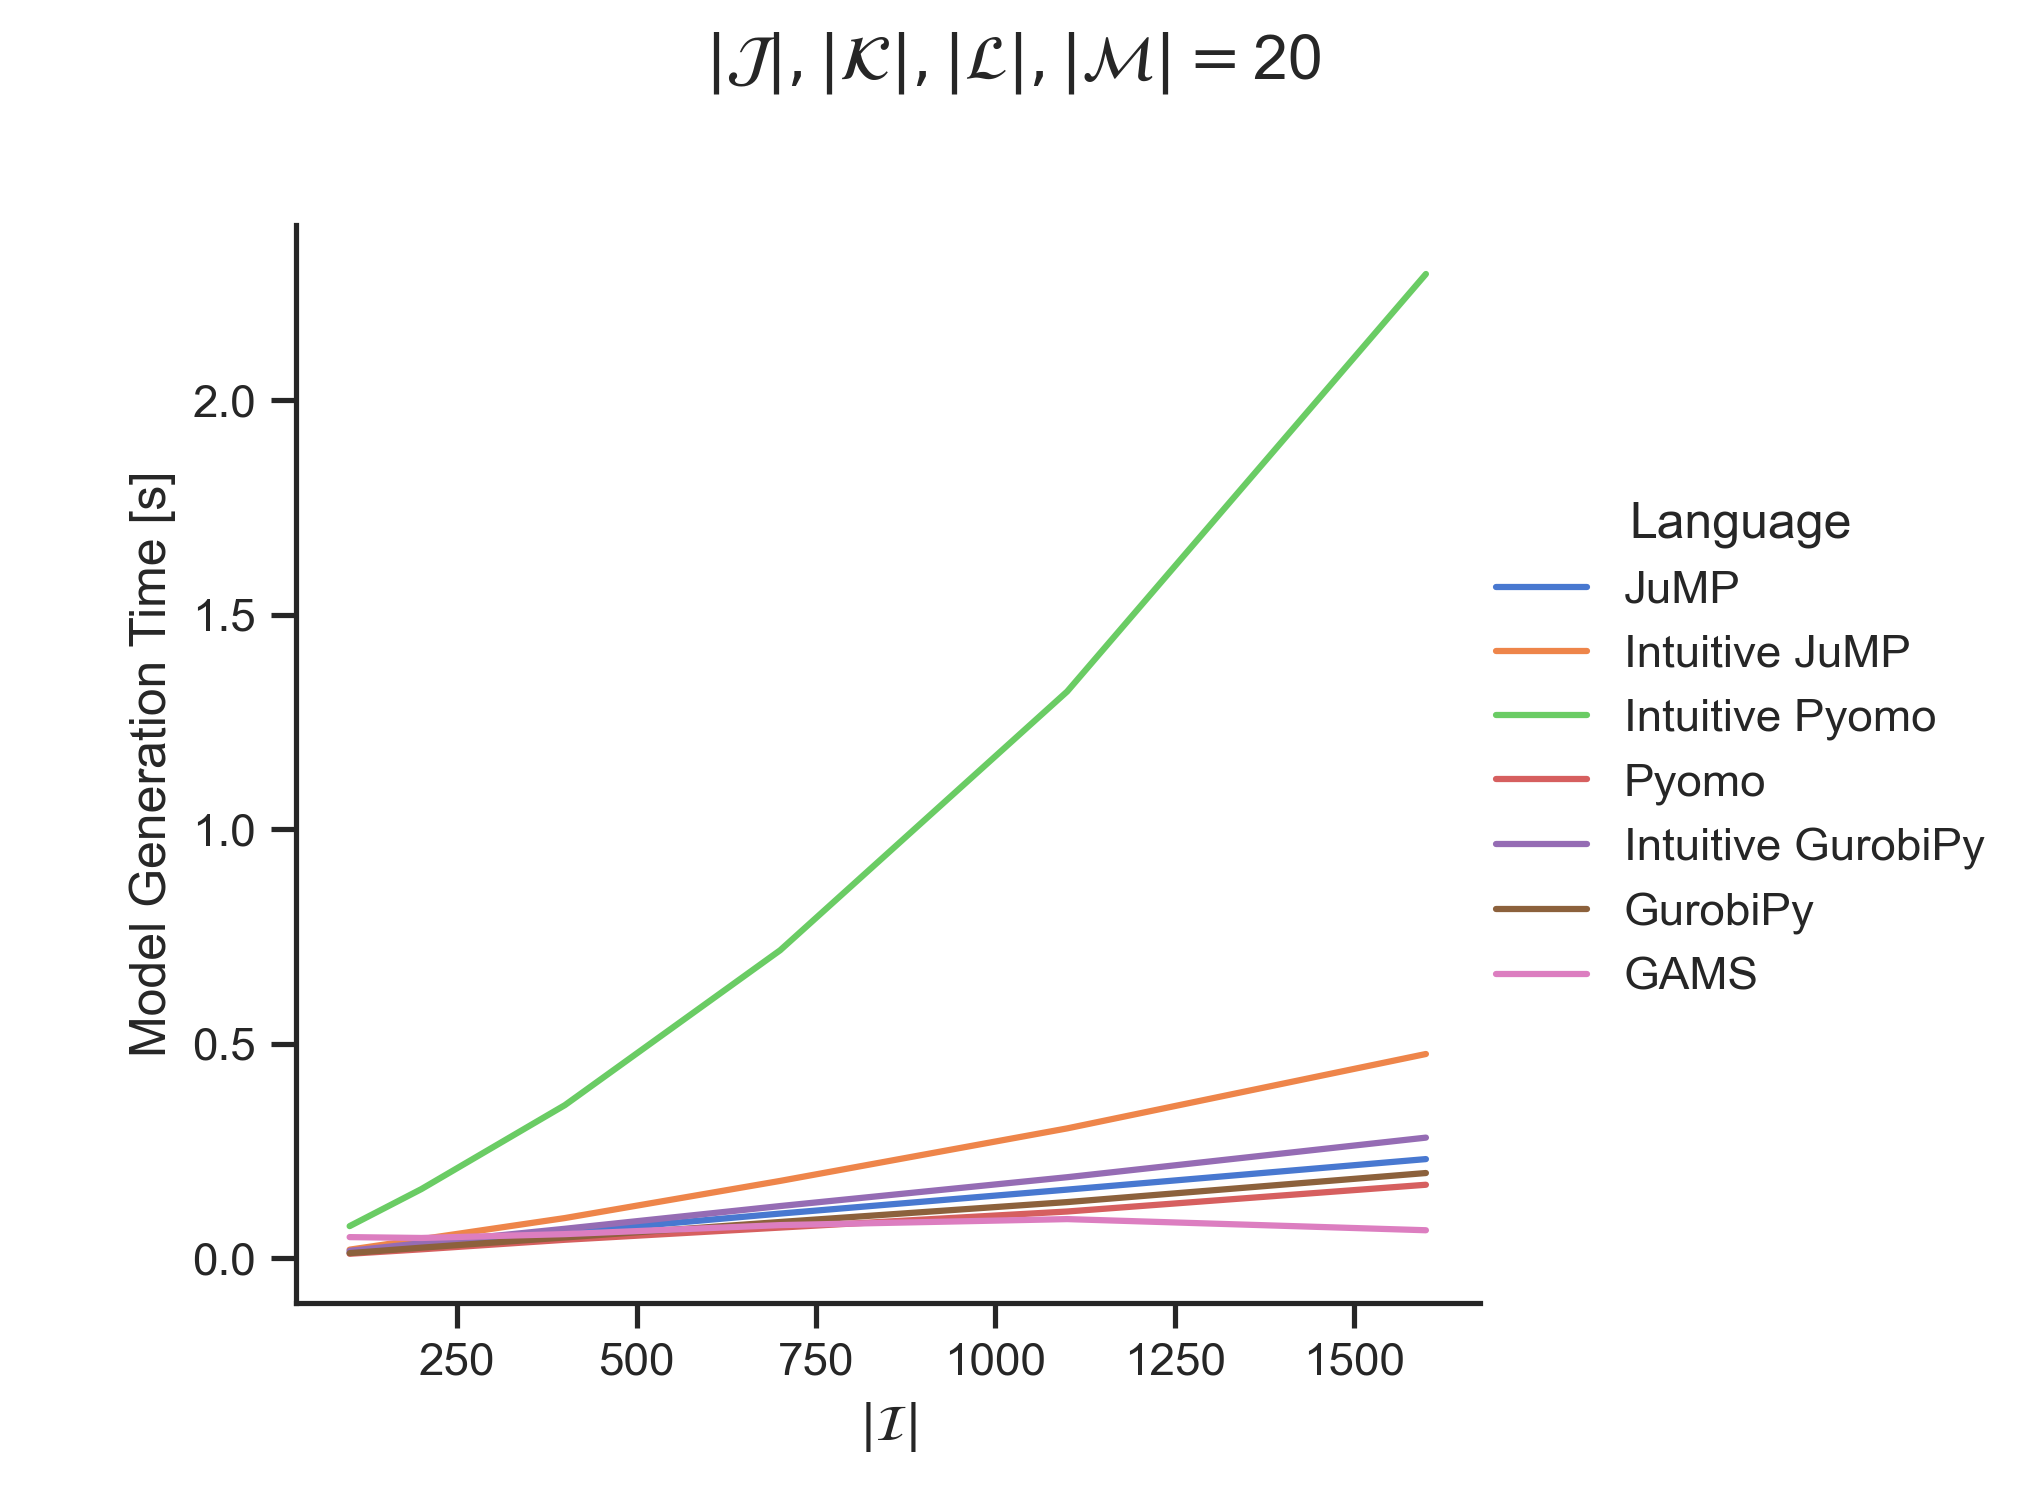 |𝒥|, |𝒦|, |ℒ|, |ℳ| = 20
Model Generation Time [s]
2.0
1.5
1.0
0.5
0.0
250 500 750 1000 1250 1500
|ℐ|
Language
JuMP
Intuitive JuMP
Intuitive Pyomo
Pyomo
Intuitive GurobiPy
GurobiPy
GAMS